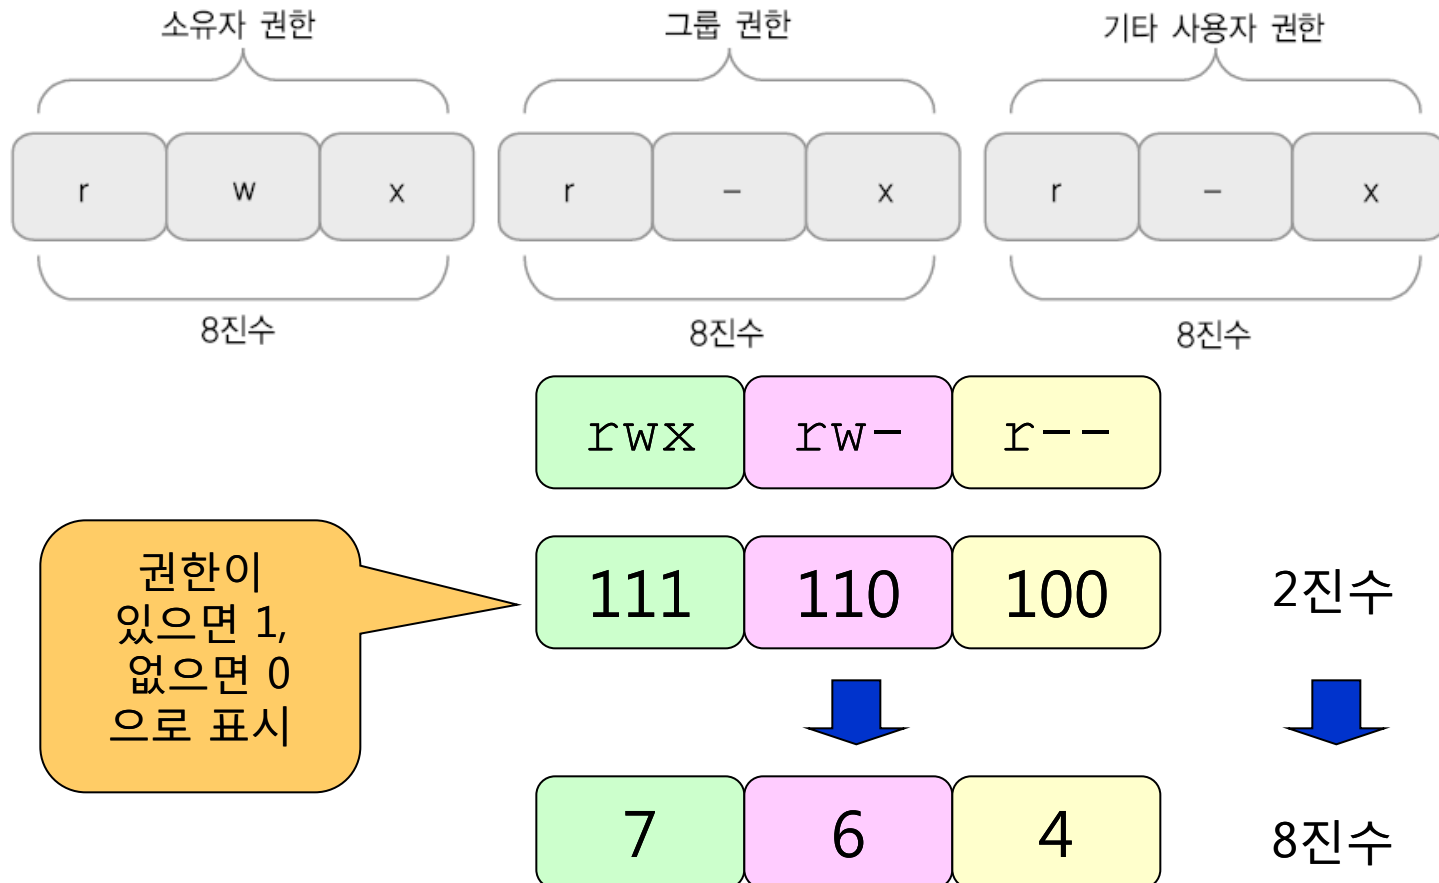 소유자 권한
그룹 권한
기타 사용자 권한
r w x
r – x
r – x
8진수
8진수
8진수
rwx rw- r--
권한이
있으면 1,
없으면 0
으로 표시
111 110 100 2진수
7 6 4 8진수